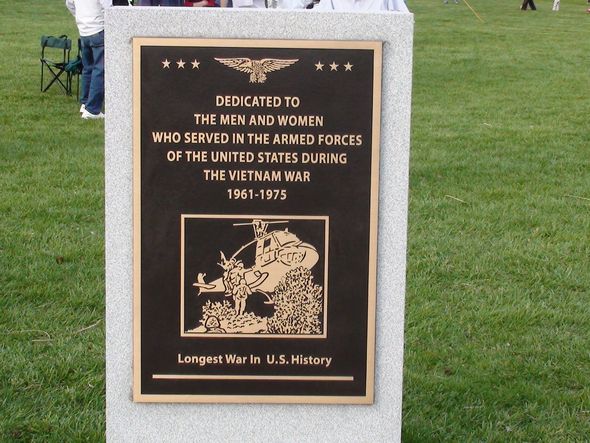 DEDICATED TO
THE MEN AND WOMEN
WHO SERVED IN THE ARMED FORCES
OF THE UNITED STATES DURING
THE VIETNAM WAR
1961-1975
Longest War In U.S. History